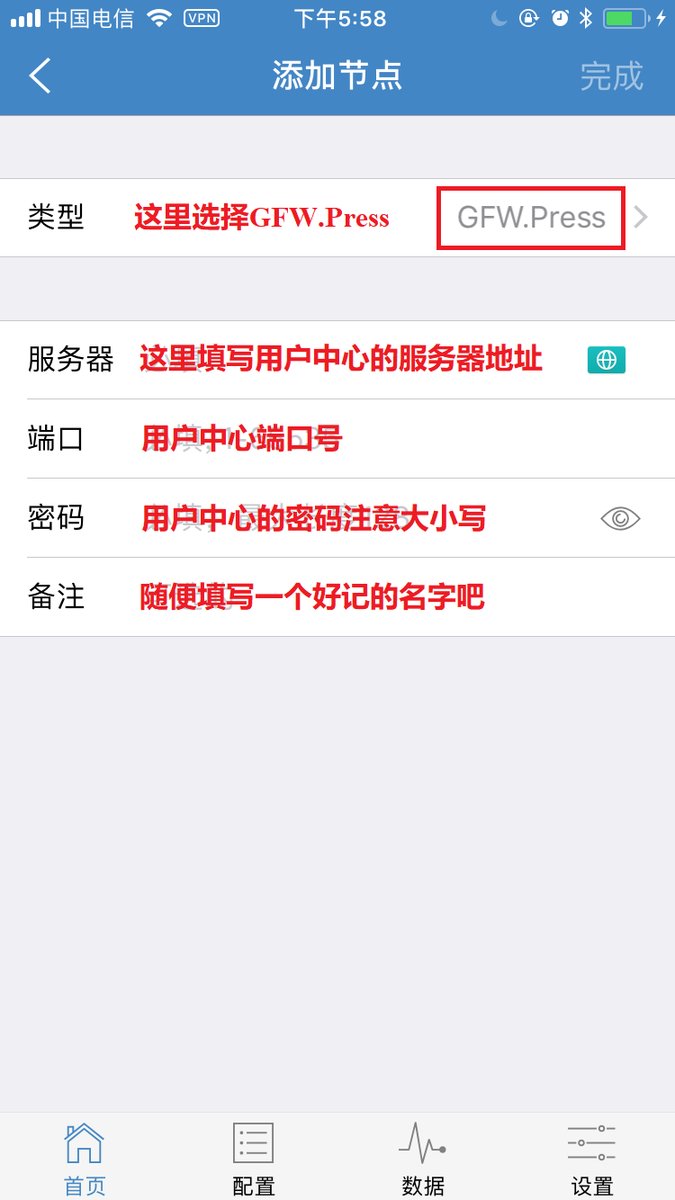 中国电信 VPN 下午5:58
添加节点 完成
类型 这里选择GFW.Press GFW.Press
服务器 这里填写用户中心的服务器地址
端口 用户中心端口号
密码 用户中心的密码注意大小写
备注 随便填写一个好记的名字吧
首页 配置 数据 设置